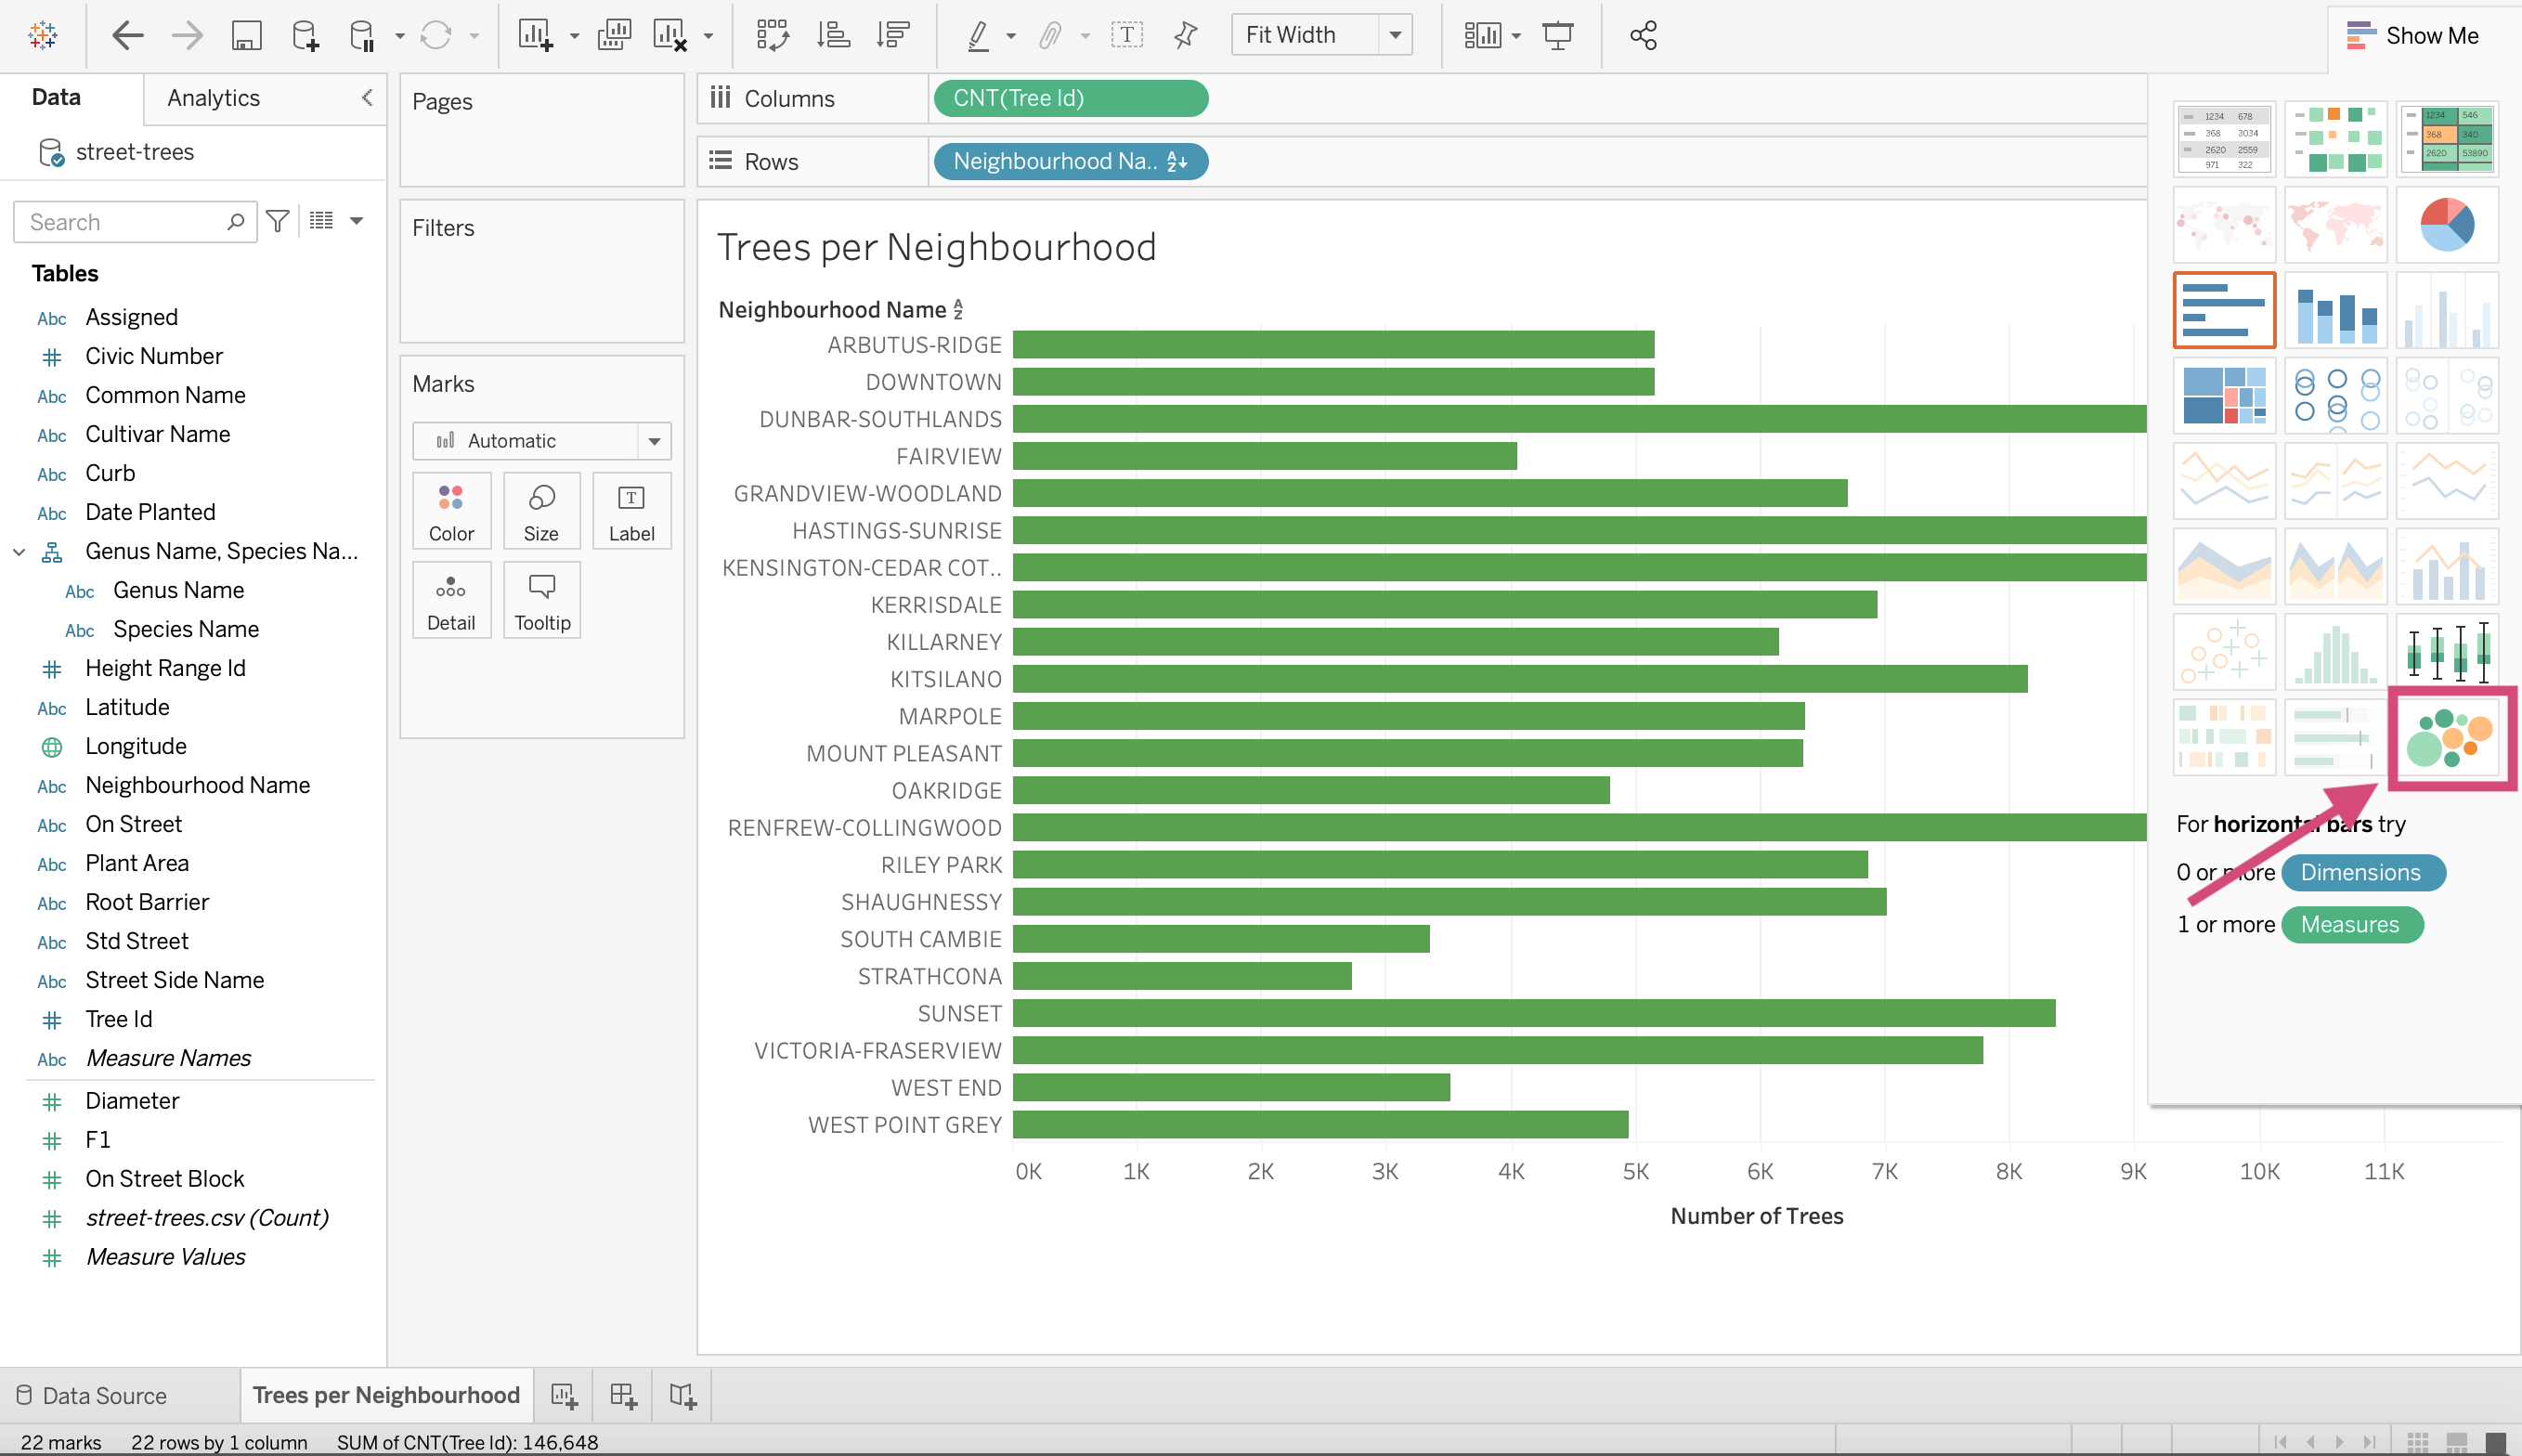 Fit Width
Show Me
Data
Analytics
street-trees
Search
Tables
Abc Assigned
Civic Number
Abc Common Name
Abc Cultivar Name
Abc Curb
Abc Date Planted
Genus Name, Species Na...
Abc Genus Name
Abc Species Name
Height Range Id
Abc Latitude
Longitude
Abc Neighbourhood Name
Abc On Street
Abc Plant Area
Abc Root Barrier
Abc Std Street
Abc Street Side Name
Tree Id
Abc Measure Names
Diameter
F1
On Street Block
street-trees.csv (Count)
Measure Values
Pages
Filters
Marks
Automatic
Color Size Label
Detail Tooltip
Columns CNT(Tree Id)
Rows Neighbourhood Na..
Trees per Neighbourhood
Neighbourhood Name
ARBUTUS-RIDGE
DOWNTOWN
DUNBAR-SOUTHLANDS
FAIRVIEW
GRANDVIEW-WOODLAND
HASTINGS-SUNRISE
KENSINGTON-CEDAR COT..
KERRISDALE
KILLARNEY
KITSILANO
MARPOLE
MOUNT PLEASANT
OAKRIDGE
RENFREW-COLLINGWOOD
RILEY PARK
SHAUGHNESSY
SOUTH CAMBIE
STRATHCONA
SUNSET
VICTORIA-FRASERVIEW
WEST END
WEST POINT GREY
0K 1K 2K 3K 4K 5K 6K 7K 8K 9K 10K 11K
Number of Trees
1234 678
368 3034
2620 2559
971 322
1234 546
368 340
2620 53890
For horizontal bars try
0 or more Dimensions
1 or more Measures
Data Source
Trees per Neighbourhood
22 marks 22 rows by 1 column SUM of CNT(Tree Id): 146,648